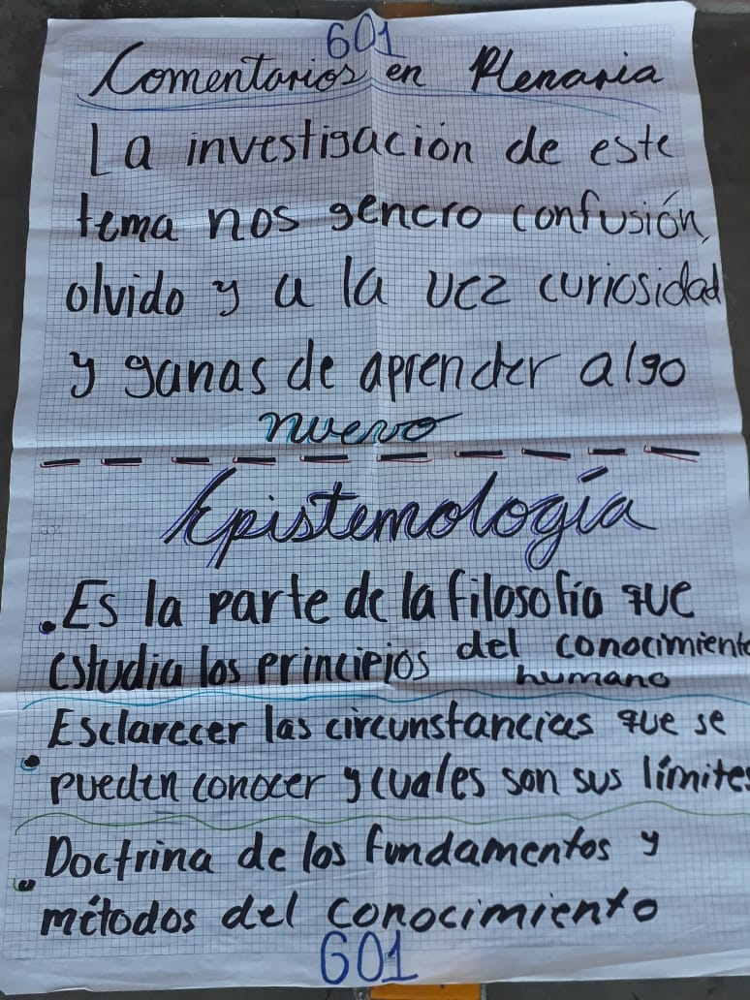 601
Comentarios en Plenaria
La investigación de este
tema nos genero confusión,
olvido y a la vez curiosidad
y ganas de aprender algo
nuevo
Epistemología
. Es la parte de la filosofía que
estudia los principios del conocimiento
humano
Esclarecer las circunstancias que se
• pueden conocer y cuales son sus límites
. Doctrina de los fundamentos y
métodos del conocimiento
601